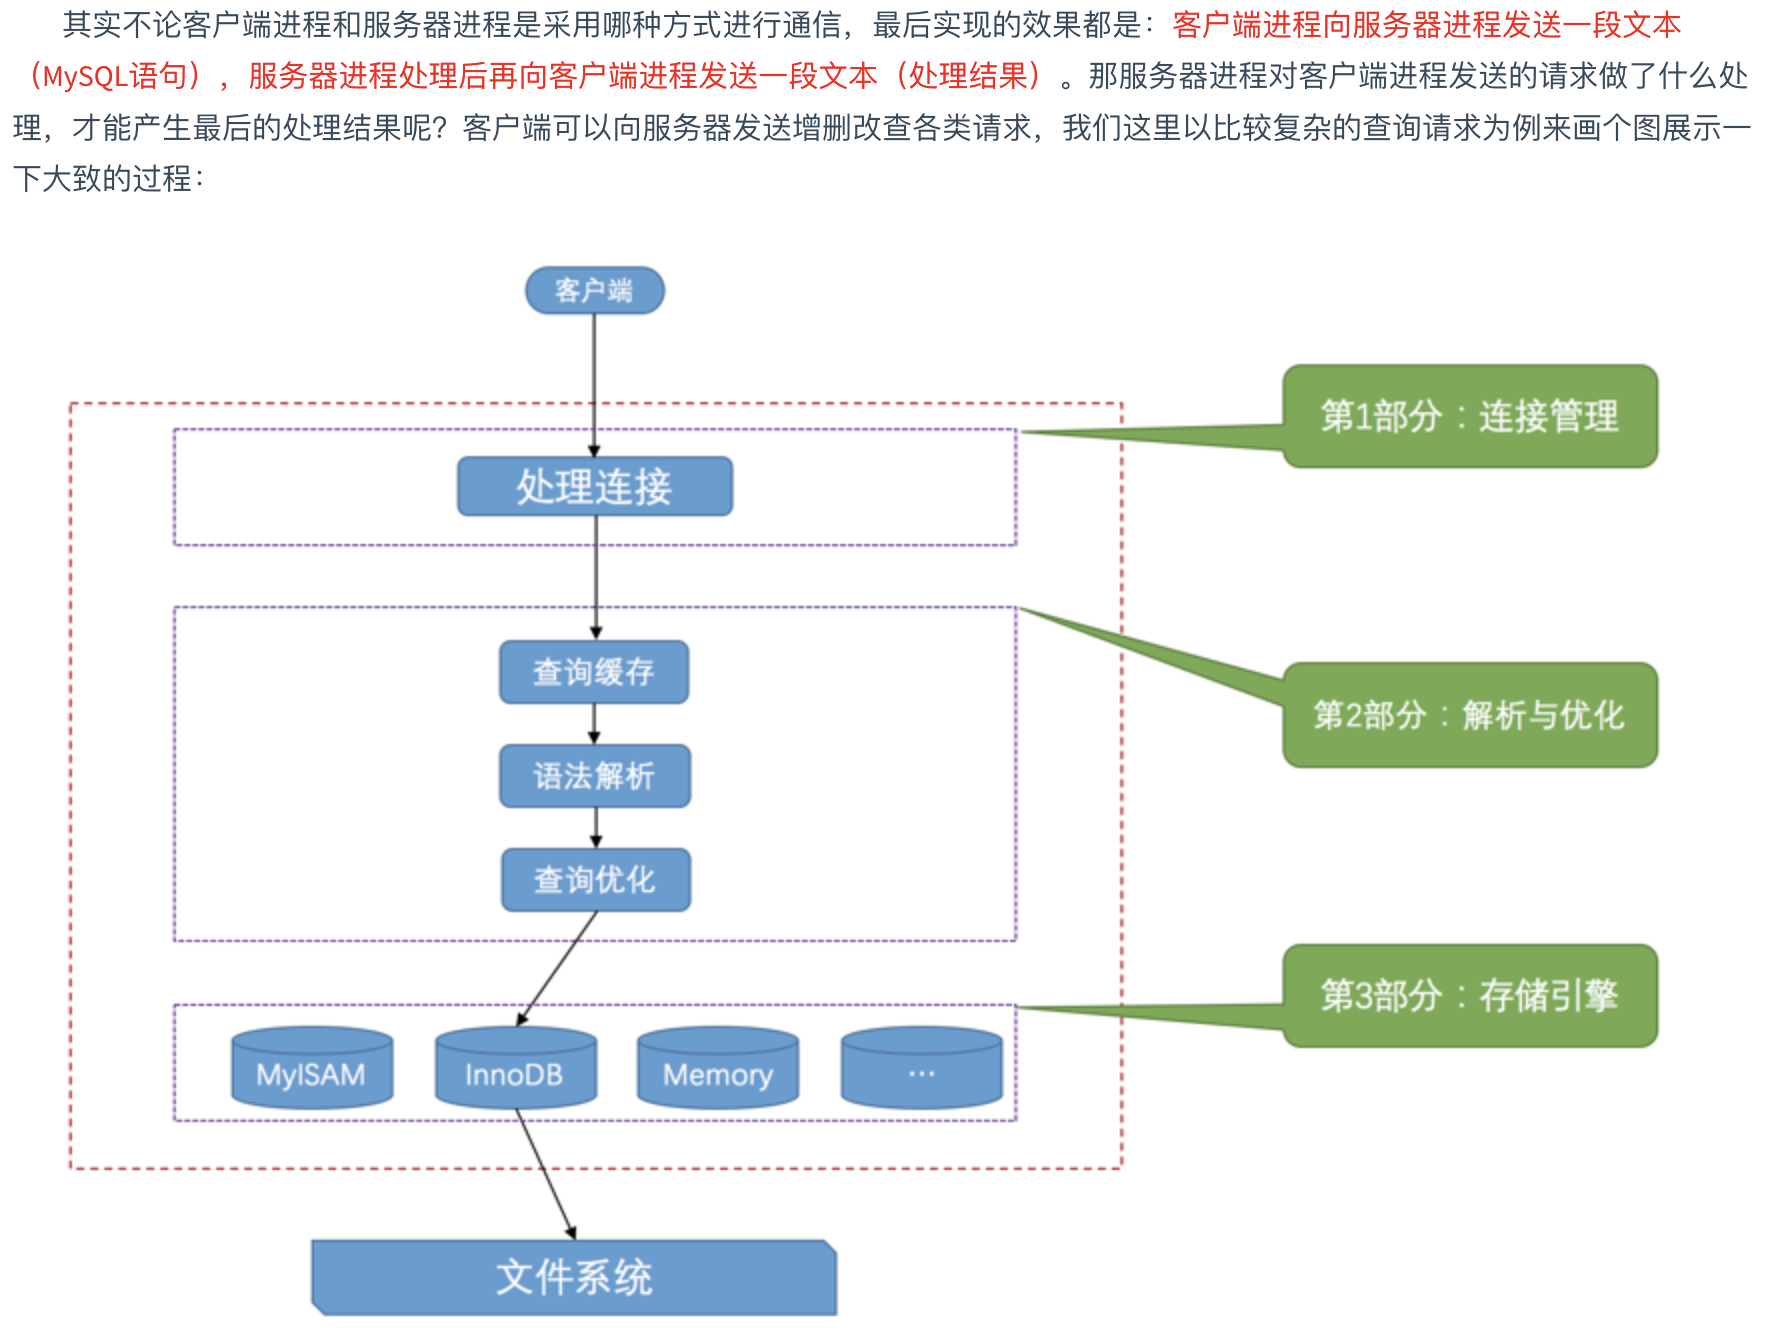 其实不论客户端进程和服务器进程是采用哪种方式进行通信，最后实现的效果都是：客户端进程向服务器进程发送一段文本
（MySQL语句），服务器进程处理后再向客户端进程发送一段文本（处理结果）。那服务器进程对客户端进程发送的请求做了什么处
理，才能产生最后的处理结果呢？客户端可以向服务器发送增删改查各类请求，我们这里以比较复杂的查询请求为例来画个图展示一
下大致的过程：
客户端
第1部分：连接管理
处理连接
查询缓存
第2部分：解析与优化
语法解析
查询优化
第3部分：存储引擎
MyISAM
InnoDB
Memory
...
文件系统